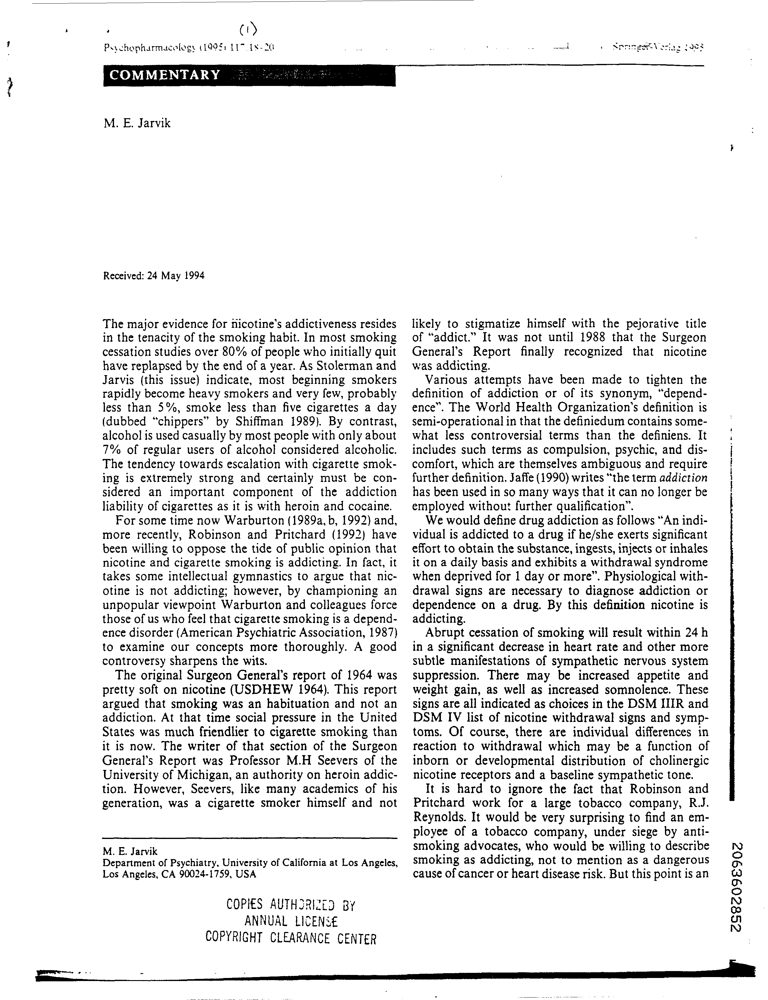 (1)
Psychopharmacology (1995) 117:18-20
Springer-Verlag 1995
COMMENTARY
M. E. Jarvik
Received: 24 May 1994
The major evidence for nicotine's addictiveness resides
in the tenacity of the smoking habit. In most smoking
cessation studies over 80% of people who initially quit
have replapsed by the end of a year. As Stolerman and
Jarvis (this issue) indicate, most beginning smokers
rapidly become heavy smokers and very few, probably
less than 5%, smoke less than five cigarettes a day
(dubbed "chippers" by Shiffman 1989). By contrast,
alcohol is used casually by most people with only about
7% of regular users of alcohol considered alcoholic.
The tendency towards escalation with cigarette smok-
ing is extremely strong and certainly must be con-
sidered an important component of the addiction
liability of cigarettes as it is with heroin and cocaine.
For some time now Warburton (1989a, b, 1992) and,
more recently, Robinson and Pritchard (1992) have
been willing to oppose the tide of public opinion that
nicotine and cigarette smoking is addicting. In fact, it
takes some intellectual gymnastics to argue that nic-
otine is not addicting; however, by championing an
unpopular viewpoint Warburton and colleagues force
those of us who feel that cigarette smoking is a depend-
ence disorder (American Psychiatric Association, 1987)
to examine our concepts more thoroughly. A good
controversy sharpens the wits.
The original Surgeon General's report of 1964 was
pretty soft on nicotine (USDHEW 1964). This report
argued that smoking was an habituation and not an
addiction. At that time social pressure in the United
States was much friendlier to cigarette smoking than
it is now. The writer of that section of the Surgeon
General's Report was Professor M.H Seevers of the
University of Michigan, an authority on heroin addic-
tion. However, Seevers, like many academics of his
generation, was a cigarette smoker himself and not
M. E. Jarvik
Department of Psychiatry, University of California at Los Angeles,
Los Angeles, CA 90024-1759, USA
likely to stigmatize himself with the pejorative title
of "addict." It was not until 1988 that the Surgeon
General's Report finally recognized that nicotine
was addicting.
Various attempts have been made to tighten the
definition of addiction or of its synonym, "depend-
ence". The World Health Organization's definition is
semi-operational in that the definiedum contains some-
what less controversial terms than the definiens. It
includes such terms as compulsion, psychic, and dis-
comfort, which are themselves ambiguous and require
further definition. Jaffe (1990) writes "the term addiction
has been used in so many ways that it can no longer be
employed without further qualification".
We would define drug addiction as follows "An indi-
vidual is addicted to a drug if he/she exerts significant
effort to obtain the substance, ingests, injects or inhales
it on a daily basis and exhibits a withdrawal syndrome
when deprived for 1 day or more". Physiological with-
drawal signs are necessary to diagnose addiction or
dependence on a drug. By this definition nicotine is
addicting.
Abrupt cessation of smoking will result within 24 h
in a significant decrease in heart rate and other more
subtle manifestations of sympathetic nervous system
suppression. There may be increased appetite and
weight gain, as well as increased somnolence. These
signs are all indicated as choices in the DSM IIIR and
DSM IV list of nicotine withdrawal signs and symp-
toms. Of course, there are individual differences in
reaction to withdrawal which may be a function of
inborn or developmental distribution of cholinergic
nicotine receptors and a baseline sympathetic tone.
It is hard to ignore the fact that Robinson and
Pritchard work for a large tobacco company, R.J.
Reynolds. It would be very surprising to find an em-
ployee of a tobacco company, under siege by anti-
smoking advocates, who would be willing to describe
smoking as addicting, not to mention as a dangerous
cause of cancer or heart disease risk. But this point is an
COPIES AUTHORIZED BY
ANNUAL LICENSE
COPYRIGHT CLEARANCE CENTER
2063602852